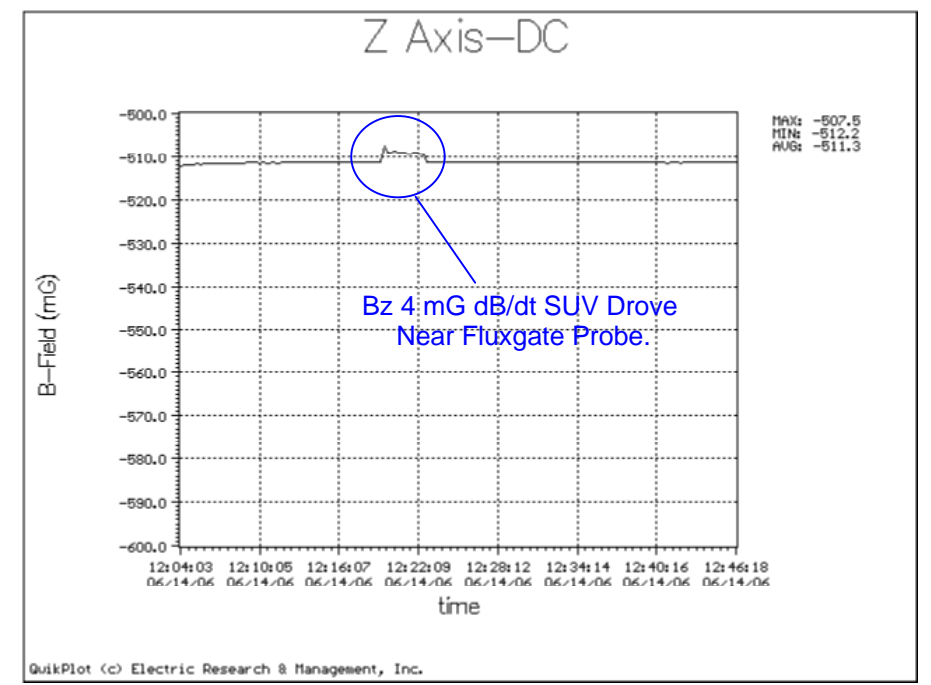 Z Axis—DC
MAX: -507.5
MIN: -512.2
AVG: -511.3
-500.0
-510.0
-520.0
-530.0
-540.0
-550.0
-560.0
-570.0
-580.0
-590.0
-600.0
B—Field (mG)
Bz 4 mG dB/dt SUV Drove
Near Fluxgate Probe.
12:04:03 12:10:05 12:16:07 12:22:09 12:28:12 12:34:14 12:40:16 12:46:18
06/14/06 06/14/06 06/14/06 06/14/06 06/14/06 06/14/06 06/14/06 06/14/06
time
QuikPlot (c) Electric Research & Management, Inc.